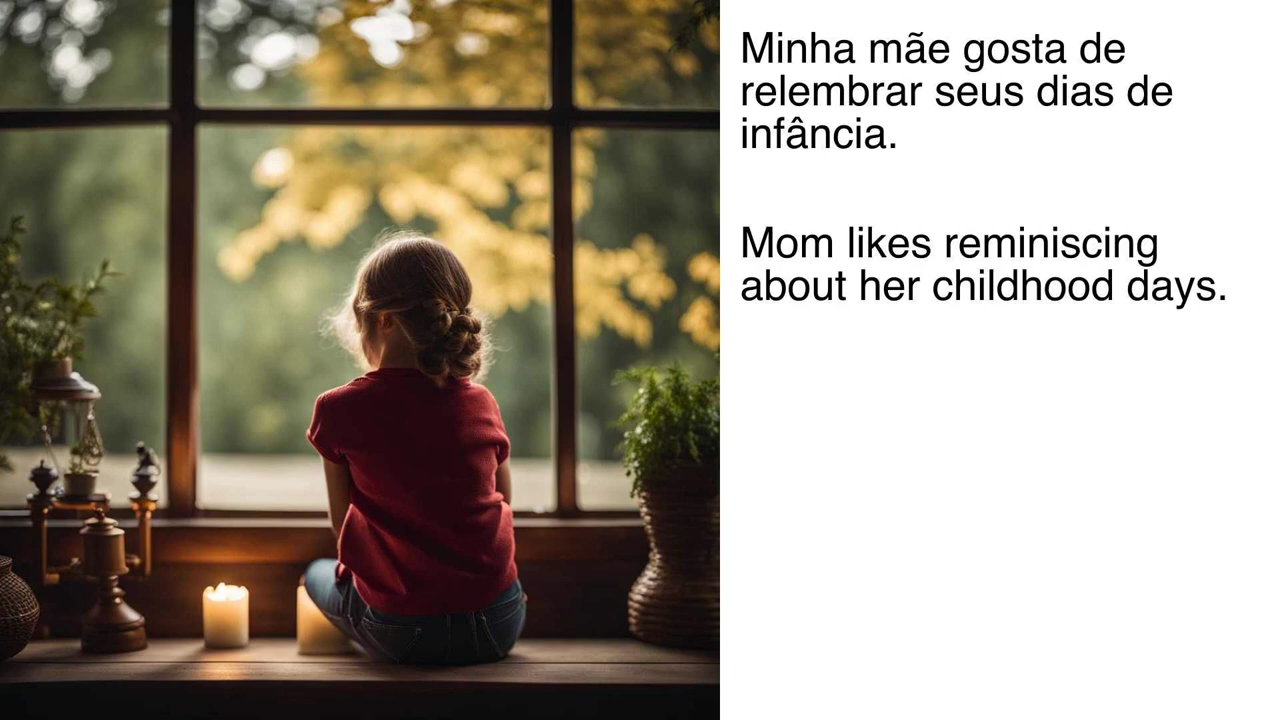 Minha mãe gosta de
relembrar seus dias de
infância.
Mom likes reminiscing
about her childhood days.